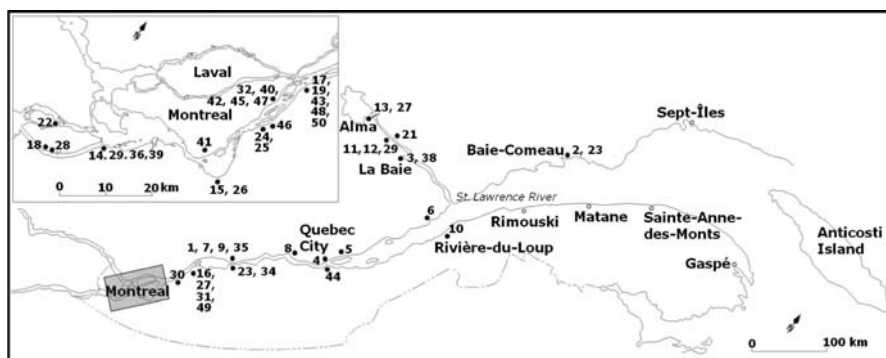 N
Laval
17,
32, 40,
19,
42, 45, 47
43,
Montreal
48,
50
22
46
24,
25
41
18
28
14, 29, 36, 39
15, 26
0 10 20 km
13, 27
Alma
21
11, 12, 29
3, 38
La Baie
Sept-Îles
Baie-Comeau
2, 23
St. Lawrence River
6
10
Rimouski
Matane
Sainte-Anne-
des-Monts
Anticosti
Island
Rivière-du-Loup
Gaspé
Quebec
City
1, 7, 9, 35
8
5
4
44
23, 34
30
16,
27,
31,
49
Montreal
N
0 100 km